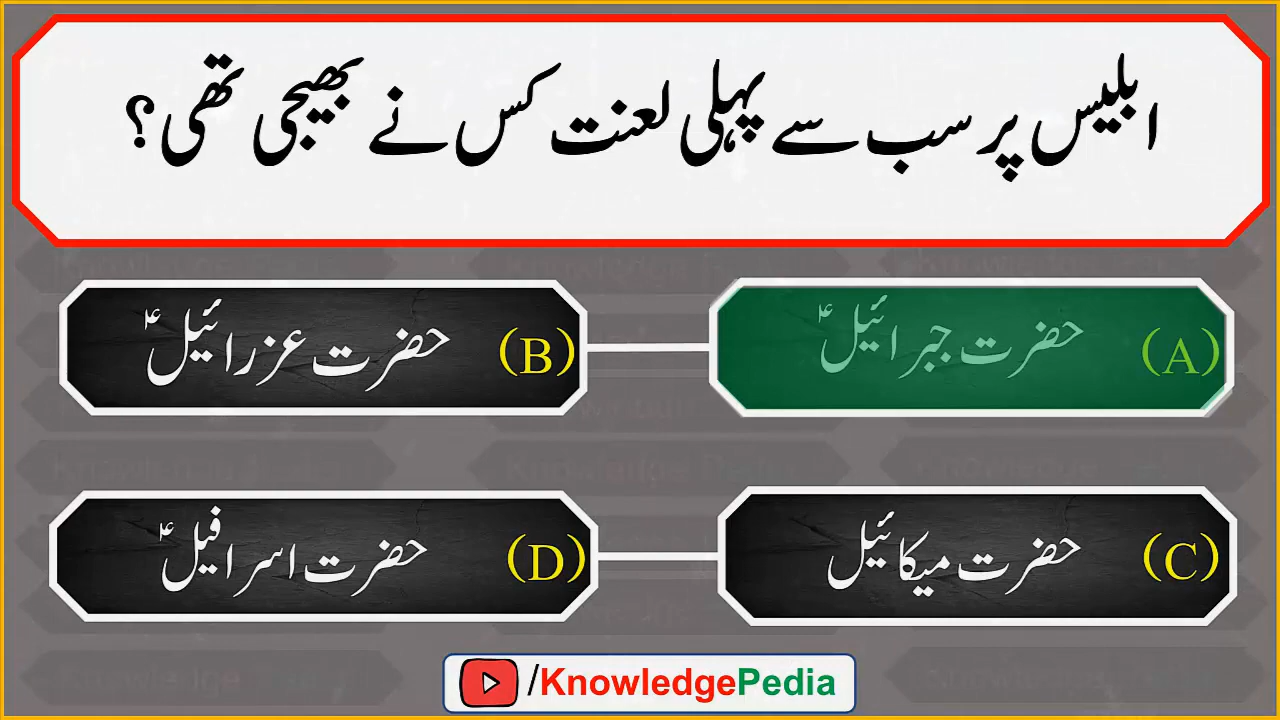 ابلیس پر سب سے پہلی لعنت کس نے بھیجی تھی؟
(A) حضرت جبرائیلؑ
(B) حضرت عزرائیلؑ
(C) حضرت میکائیل
(D) حضرت اسرافیلؑ
/KnowledgePedia